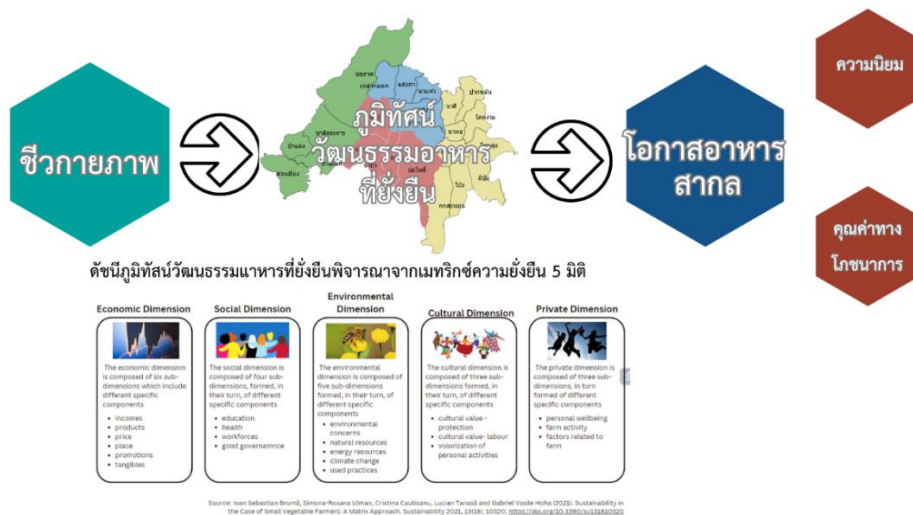 ความนิยม
ชีวกายภาพ
ภูมิทัศน์
วัฒนธรรมอาหาร
ที่ยั่งยืน
โอกาสอาหาร
สากล
คุณค่าทาง
โภชนาการ
ดัชนีภูมิทัสน์วัฒนธรรมแาหารที่ยั่งยืนพิจารณาจากเมทริกซ์ความยั่งยืน 5 มิติ
Economic Dimension
The economic dimension
is composed of six sub-
dimensions which include
different specific
components
• incomes
• products
• price
• place
• promotions
• tangibles
Social Dimension
The social dimension is
composed of four sub-
dimensions, formed, in
their turn, of different
specific components
• education
• health
• workforces
• good governamnce
Environmental
Dimension
The environmental
dimension is composed of
five sub-dimensions
formed, in their turn, of
different specific
components
• environmental
concerns
• natural resources
• energy resources
• climate change
• used practices
Cultural Dimension
The cultural dimension is
composed of three sub-
dimensions formed, in
their turn, of different
specific components
• cultural value -
protection
• cultural value- labour
• volorization of
personal activities
Private Dimension
The private dimension is
composed of three sub-
dimensions, in turn
formed of different
specific components
• personal wellbeing
• farm activity
• factors related to
farm
Source: Ioan Sebastian Brumă, Simona-Roxana Ulman, Cristina Cautisanu, Lucian Tanasă and Gabriel Vasile Hoha (2021). Sustainability in
the Case of Small Vegetable Farmers: A Matrix Approach. Sustainability 2021, 13(18), 10320; https://doi.org/10.3390/su131810320